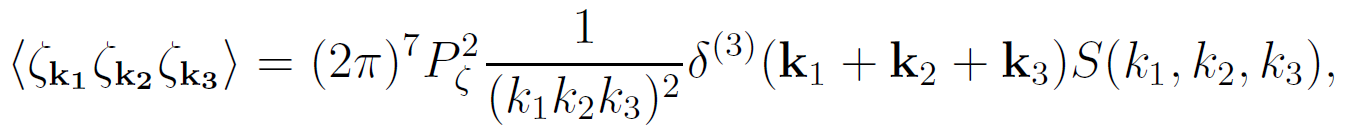 ⟨ζ_{𝐤₁} ζ_{𝐤₂} ζ_{𝐤₃}⟩ = (2π)⁷ P_ζ² \frac{1}{(k₁k₂k₃)²} δ⁽³⁾(𝐤₁ + 𝐤₂ + 𝐤₃)S(k₁, k₂, k₃),